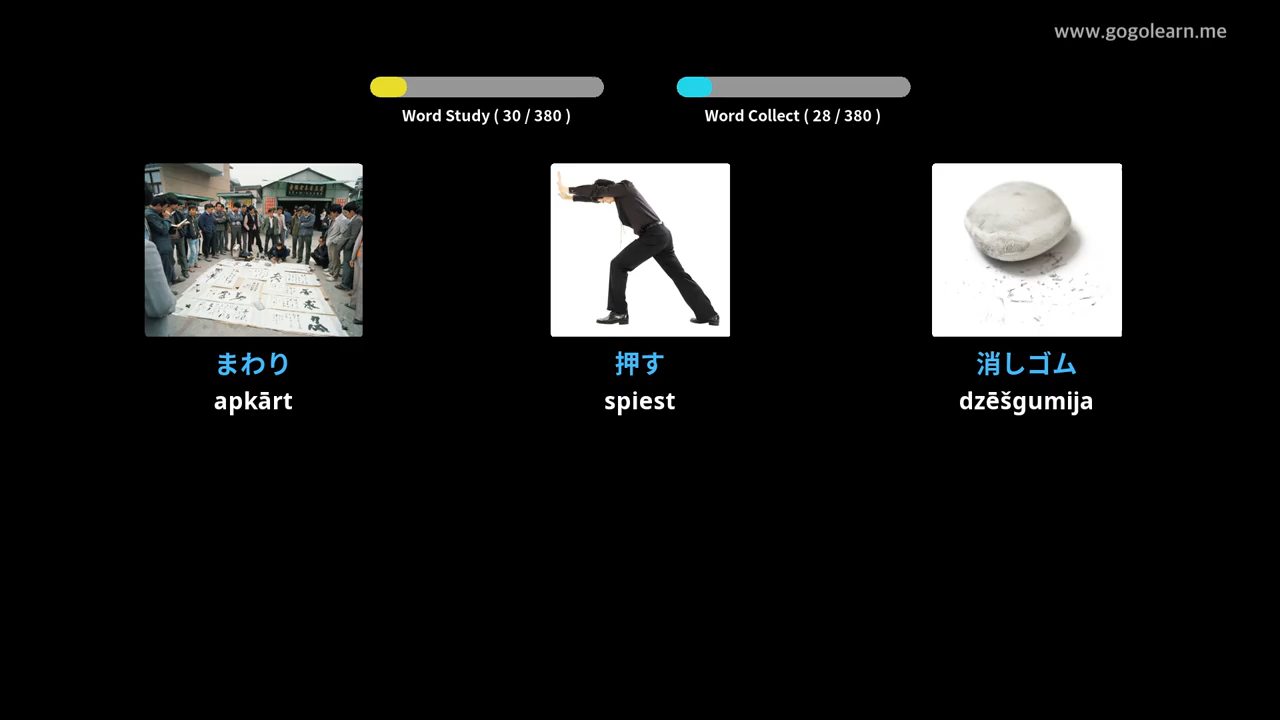 www.gogolearn.me
Word Study ( 30 / 380 )
Word Collect ( 28 / 380 )
まわり
押す
消しゴム
apkārt
spiest
dzēšgumija